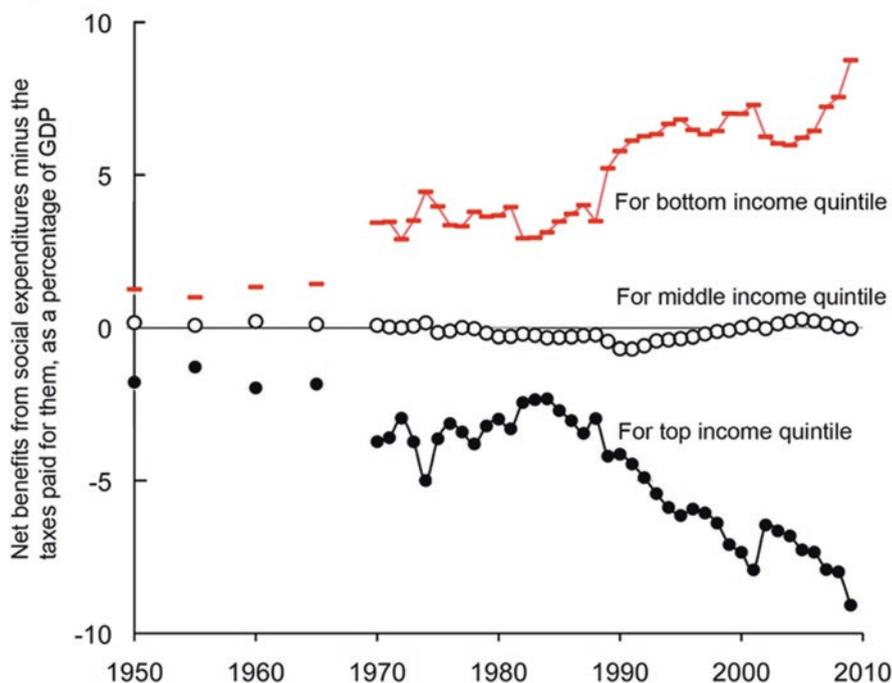 Net benefits from social expenditures minus the
taxes paid for them, as a percentage of GDP
10
5
0
-5
-10
For bottom income quintile
For middle income quintile
For top income quintile
1950 1960 1970 1980 1990 2000 2010